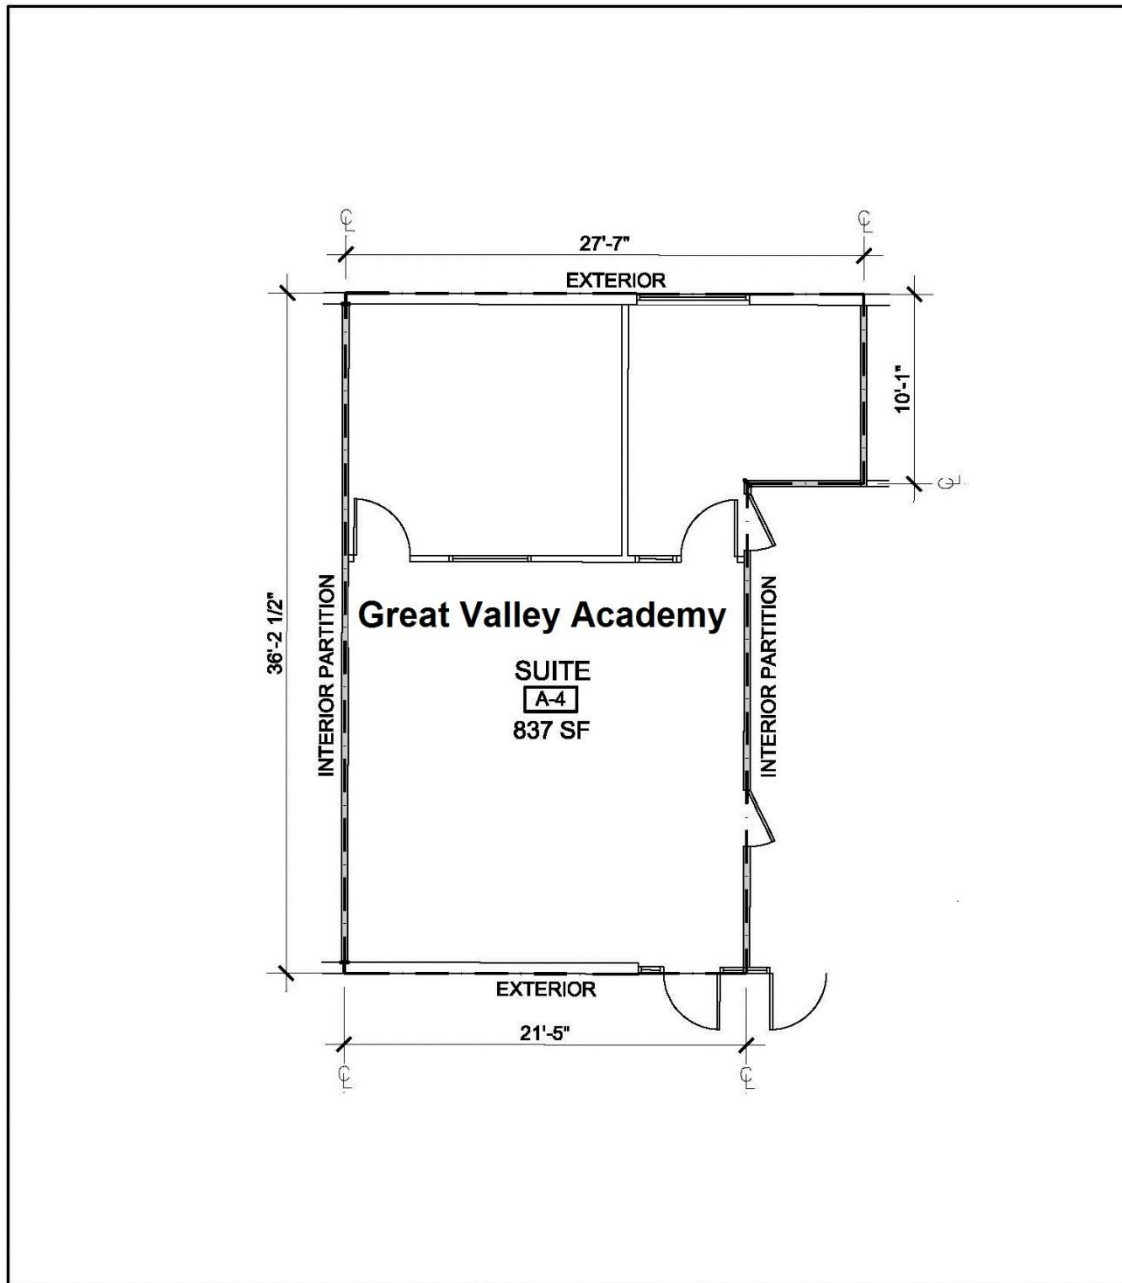 ℄ ℄
27'-7"
EXTERIOR
10'-1"
℄
36'-2 1/2"
INTERIOR PARTITION
INTERIOR PARTITION
Great Valley Academy
SUITE
A-4
837 SF
EXTERIOR
21'-5"
℄ ℄